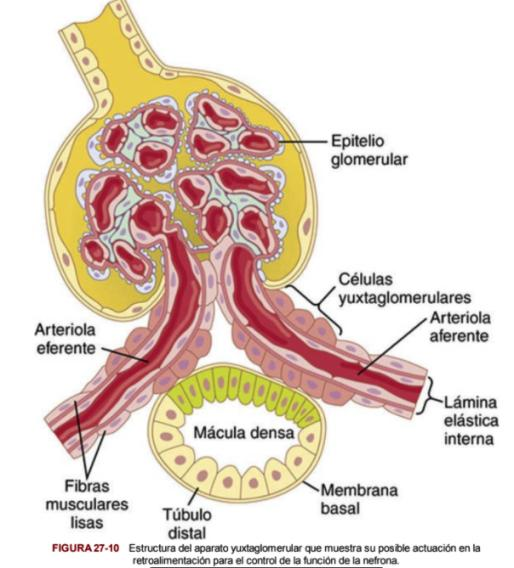 Epitelio
glomerular
Células
yuxtaglomerulares
Arteriola
aferente
Arteriola
eferente
Lámina
elástica
interna
Mácula densa
Fibras
musculares
lisas
Túbulo
distal
Membrana
basal
FIGURA 27-10 Estructura del aparato yuxtaglomerular que muestra su posible actuación en la
retroalimentación para el control de la función de la nefrona.